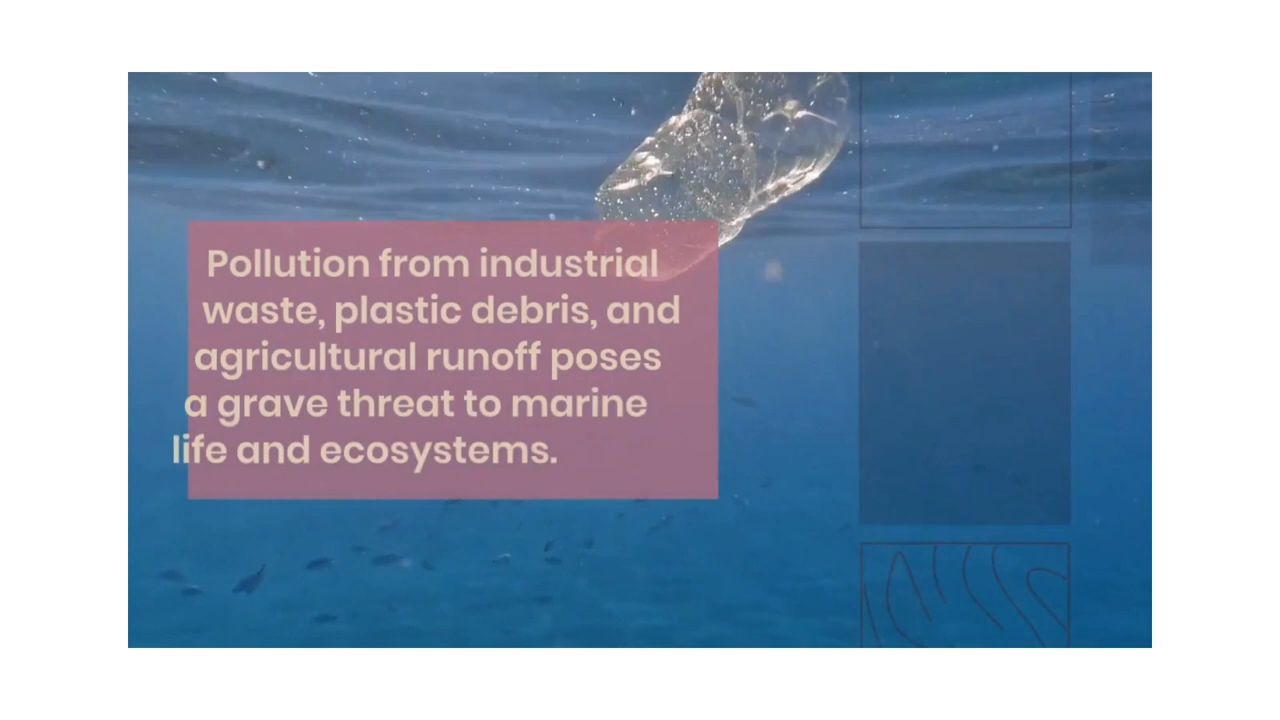 Pollution from industrial
waste, plastic debris, and
agricultural runoff poses
a grave threat to marine
life and ecosystems.